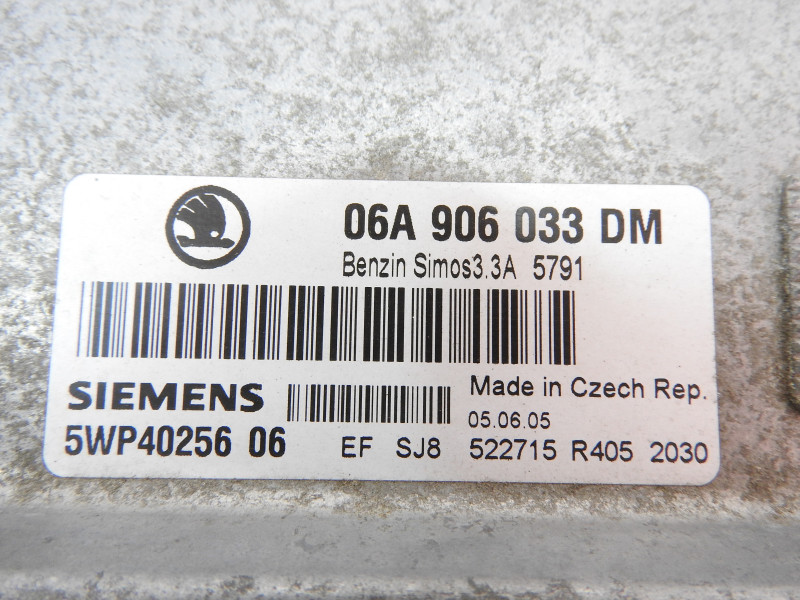 06A 906 033 DM
Benzin Simos3.3A 5791
SIEMENS
Made in Czech Rep.
05.06.05
5WP40256 06
EF SJ8 522715 R405 2030